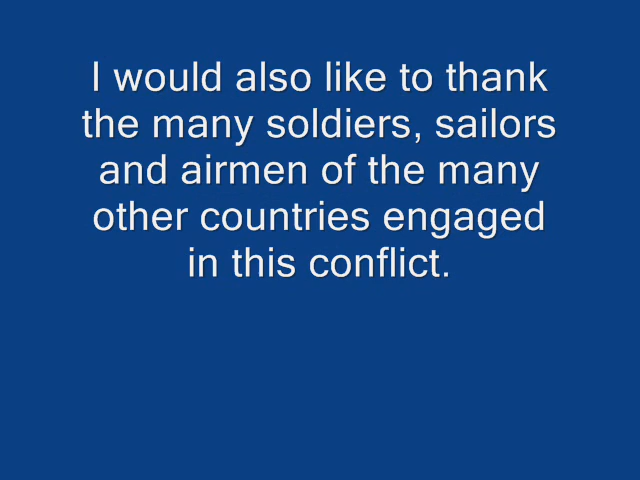 I would also like to thank
the many soldiers, sailors
and airmen of the many
other countries engaged
in this conflict.